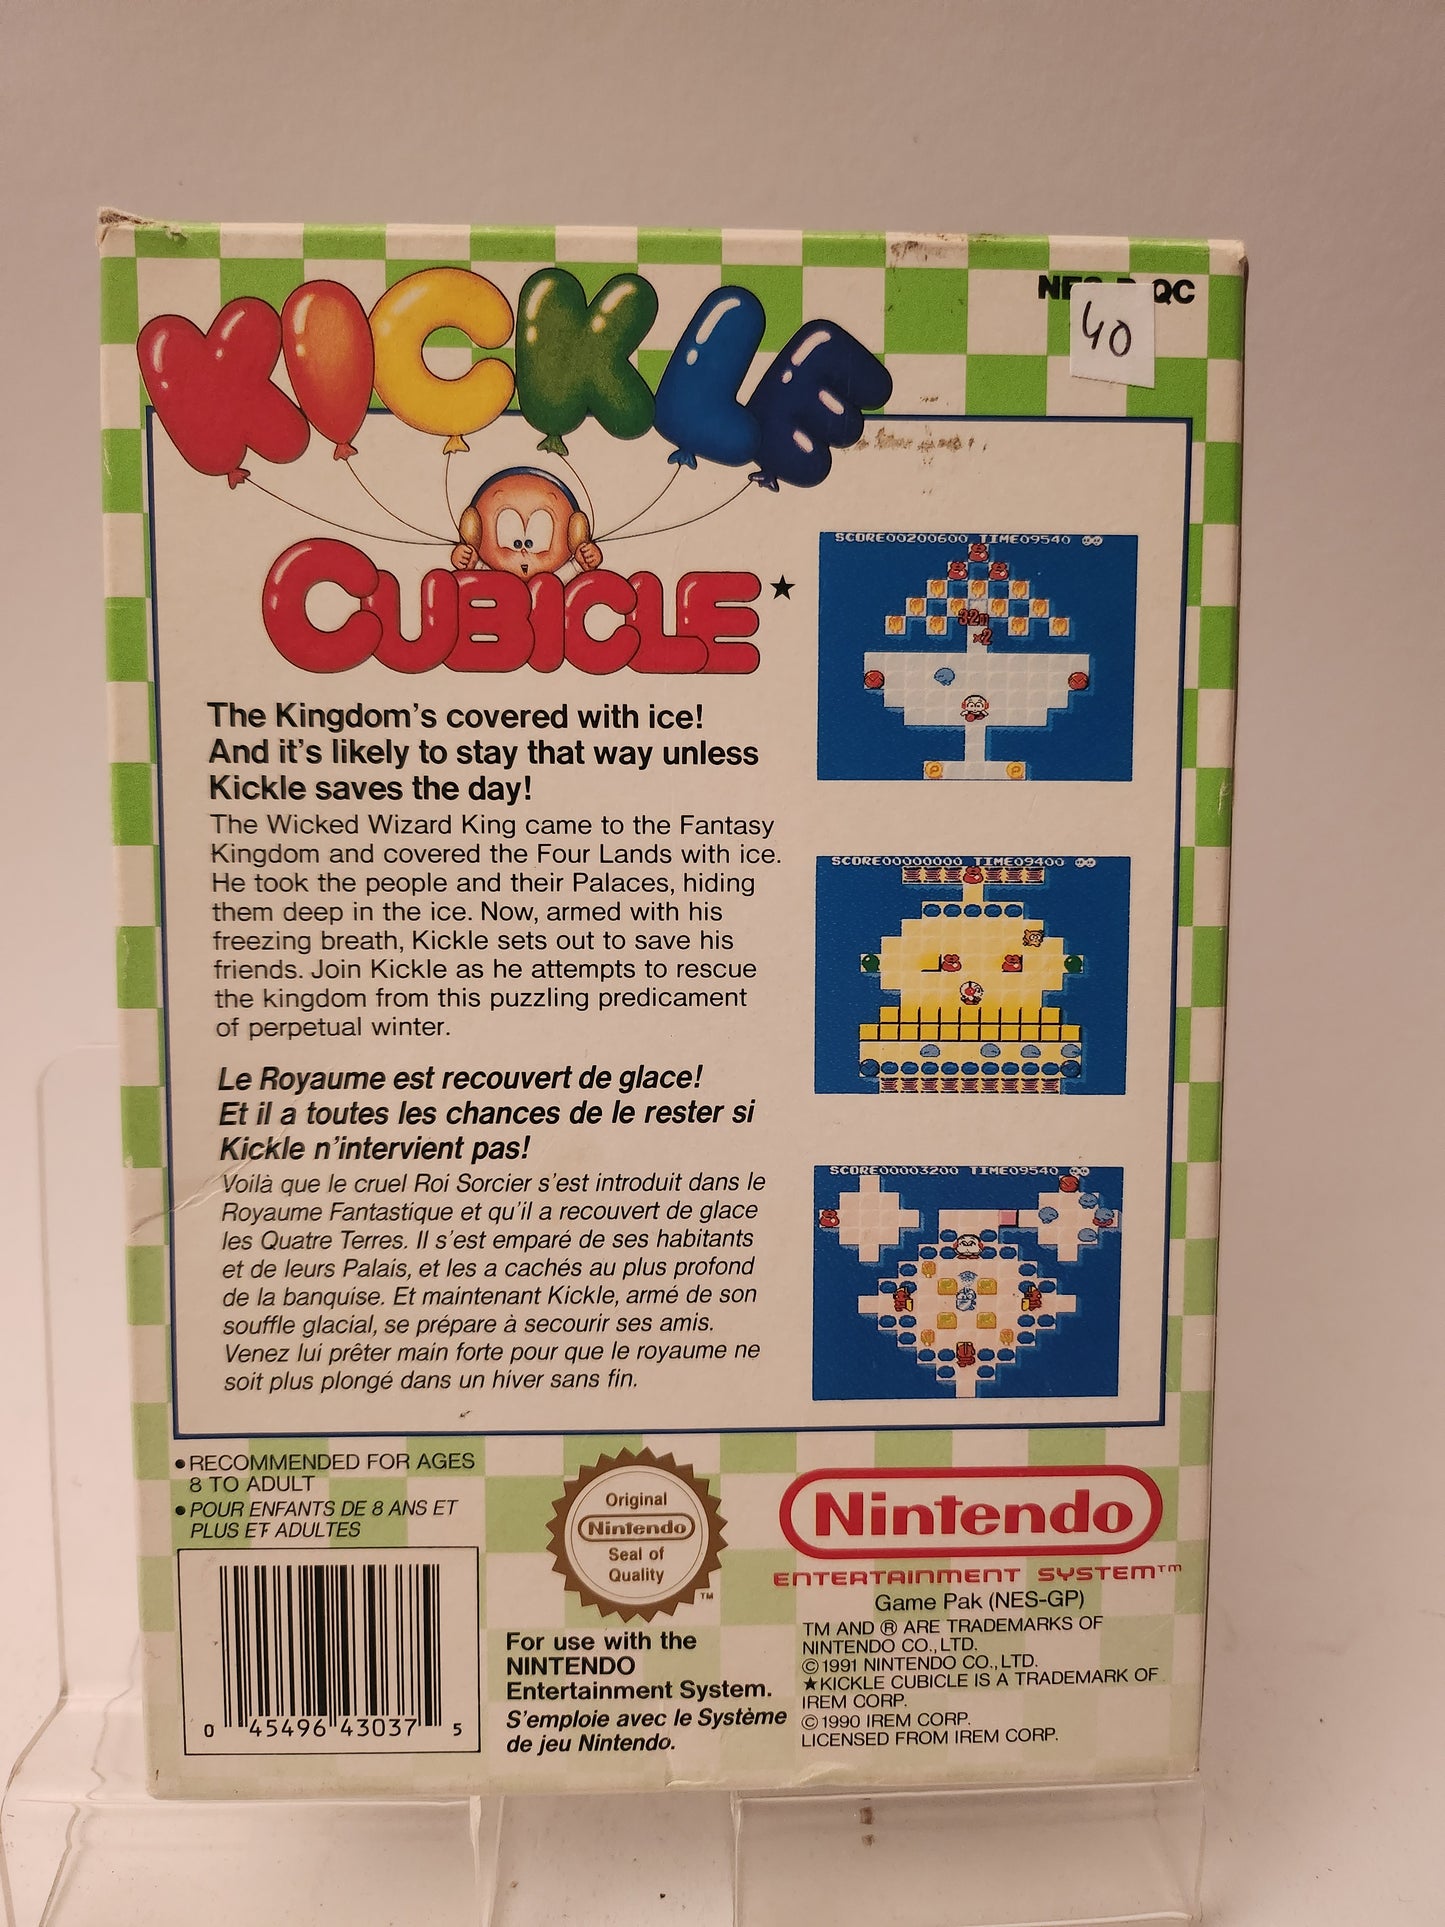 KICKLE
CUBICLE★
QC
40
The Kingdom's covered with ice!
And it's likely to stay that way unless
Kickle saves the day!
The Wicked Wizard King came to the Fantasy
Kingdom and covered the Four Lands with ice.
He took the people and their Palaces, hiding
them deep in the ice. Now, armed with his
freezing breath, Kickle sets out to save his
friends. Join Kickle as he attempts to rescue
the kingdom from this puzzling predicament
of perpetual winter.
Le Royaume est recouvert de glace!
Et il a toutes les chances de le rester si
Kickle n'intervient pas!
Voilà que le cruel Roi Sorcier s'est introduit dans le
Royaume Fantastique et qu'il a recouvert de glace
les Quatre Terres. Il s'est emparé de ses habitants
et de leurs Palais, et les a cachés au plus profond
de la banquise. Et maintenant Kickle, armé de son
souffle glacial, se prépare à secourir ses amis.
Venez lui prêter main forte pour que le royaume ne
soit plus plongé dans un hiver sans fin.
SCORE00200600 TIME09540
×2
SCORE00000000 TIME09400
SCORE00003200 TIME09540
• RECOMMENDED FOR AGES
8 TO ADULT
• POUR ENFANTS DE 8 ANS ET
PLUS ET ADULTES
0 45496 43037 5
Original
Nintendo
Seal of
Quality
TM
For use with the
NINTENDO
Entertainment System.
S'emploie avec le Système
de jeu Nintendo.
Nintendo
ENTERTAINMENT SYSTEM™
Game Pak (NES-GP)
TM AND ® ARE TRADEMARKS OF
NINTENDO CO., LTD.
© 1991 NINTENDO CO., LTD.
★KICKLE CUBICLE IS A TRADEMARK OF
IREM CORP.
© 1990 IREM CORP.
LICENSED FROM IREM CORP.